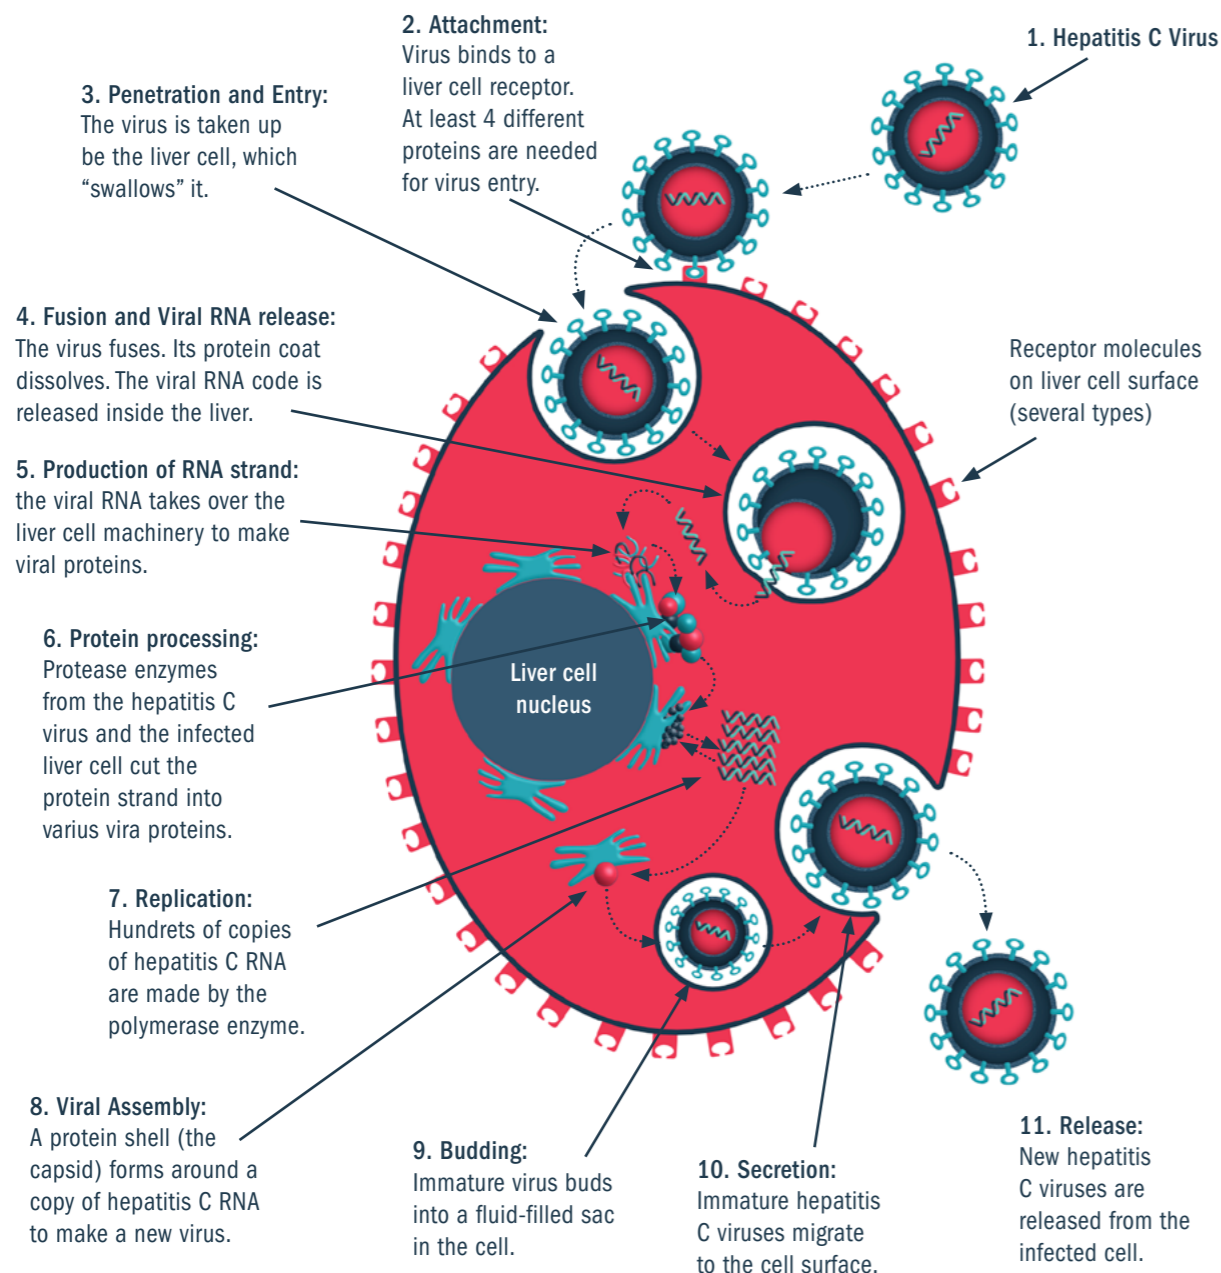 1. Hepatitis C Virus
2. Attachment:
Virus binds to a
liver cell receptor.
At least 4 different
proteins are needed
for virus entry.
3. Penetration and Entry:
The virus is taken up
be the liver cell, which
“swallows” it.
4. Fusion and Viral RNA release:
The virus fuses. Its protein coat
dissolves. The viral RNA code is
released inside the liver.
Receptor molecules
on liver cell surface
(several types)
5. Production of RNA strand:
the viral RNA takes over the
liver cell machinery to make
viral proteins.
6. Protein processing:
Protease enzymes
from the hepatitis C
virus and the infected
liver cell cut the
protein strand into
varius vira proteins.
Liver cell
nucleus
7. Replication:
Hundrets of copies
of hepatitis C RNA
are made by the
polymerase enzyme.
8. Viral Assembly:
A protein shell (the
capsid) forms around a
copy of hepatitis C RNA
to make a new virus.
9. Budding:
Immature virus buds
into a fluid-filled sac
in the cell.
10. Secretion:
Immature hepatitis
C viruses migrate
to the cell surface.
11. Release:
New hepatitis
C viruses are
released from the
infected cell.